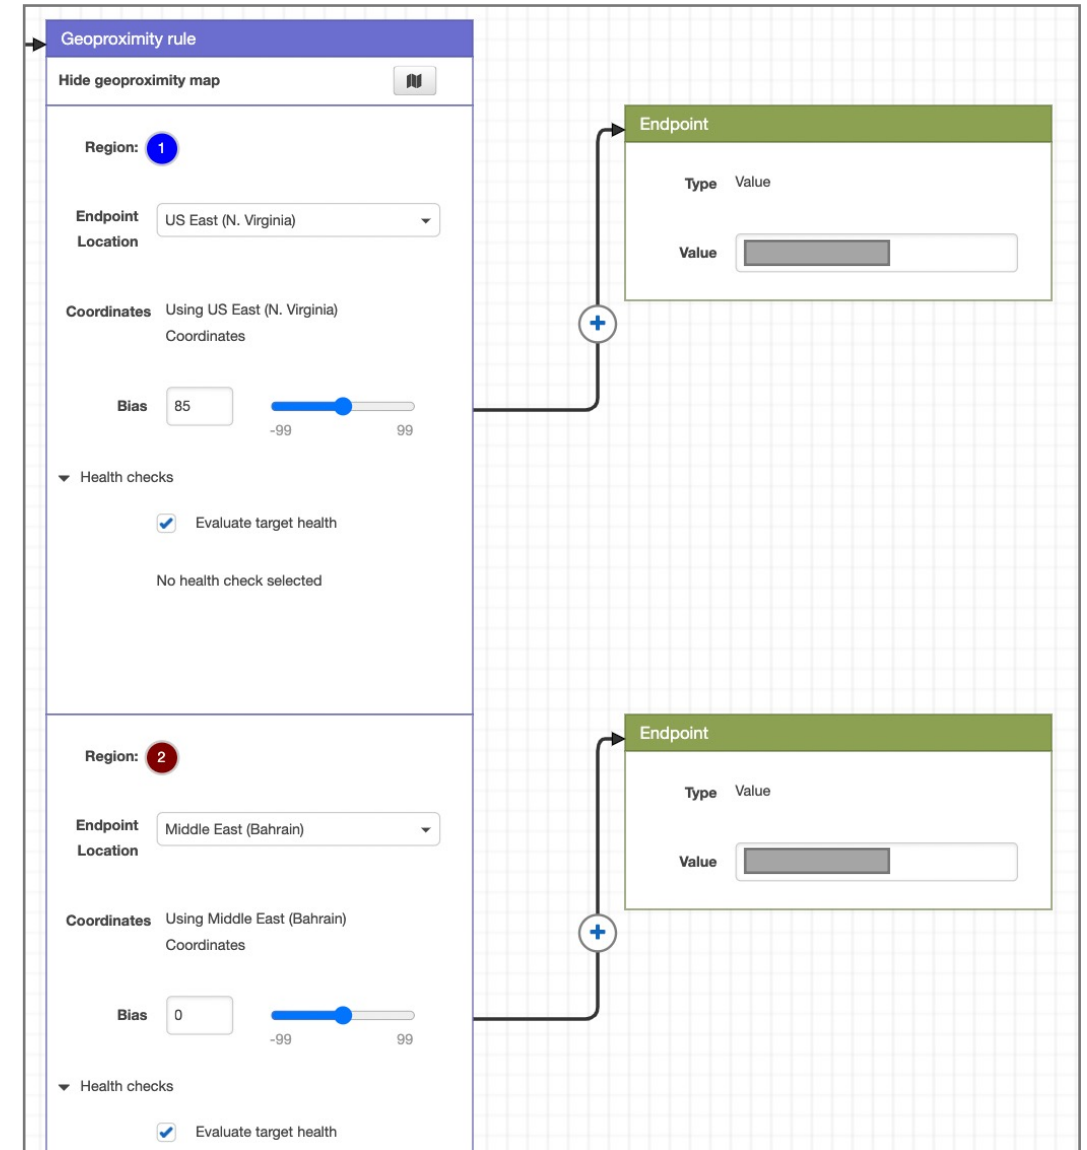 Geoproximity rule
Hide geoproximity map
Region: 1
Endpoint Location
US East (N. Virginia)
Coordinates
Using US East (N. Virginia)
Coordinates
Bias
85
-99
99
Health checks
Evaluate target health
No health check selected
Endpoint
Type Value
Value
Region: 2
Endpoint Location
Middle East (Bahrain)
Coordinates
Using Middle East (Bahrain)
Coordinates
Bias
0
-99
99
Health checks
Evaluate target health
Endpoint
Type Value
Value